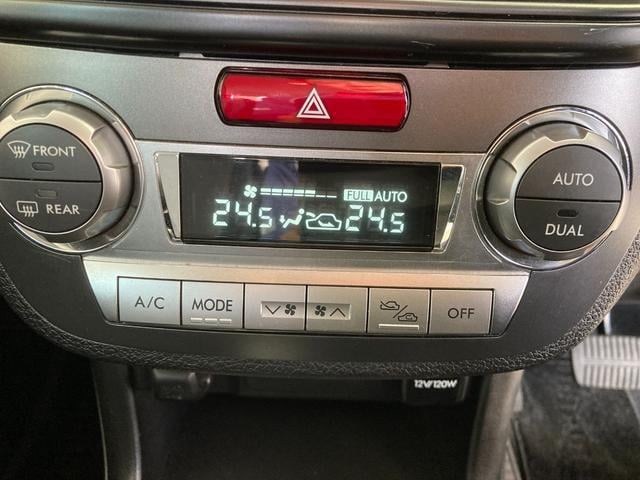 FRONT
REAR
FULL AUTO
24.5 24.5
AUTO
DUAL
A/C
MODE
OFF
12V/120W